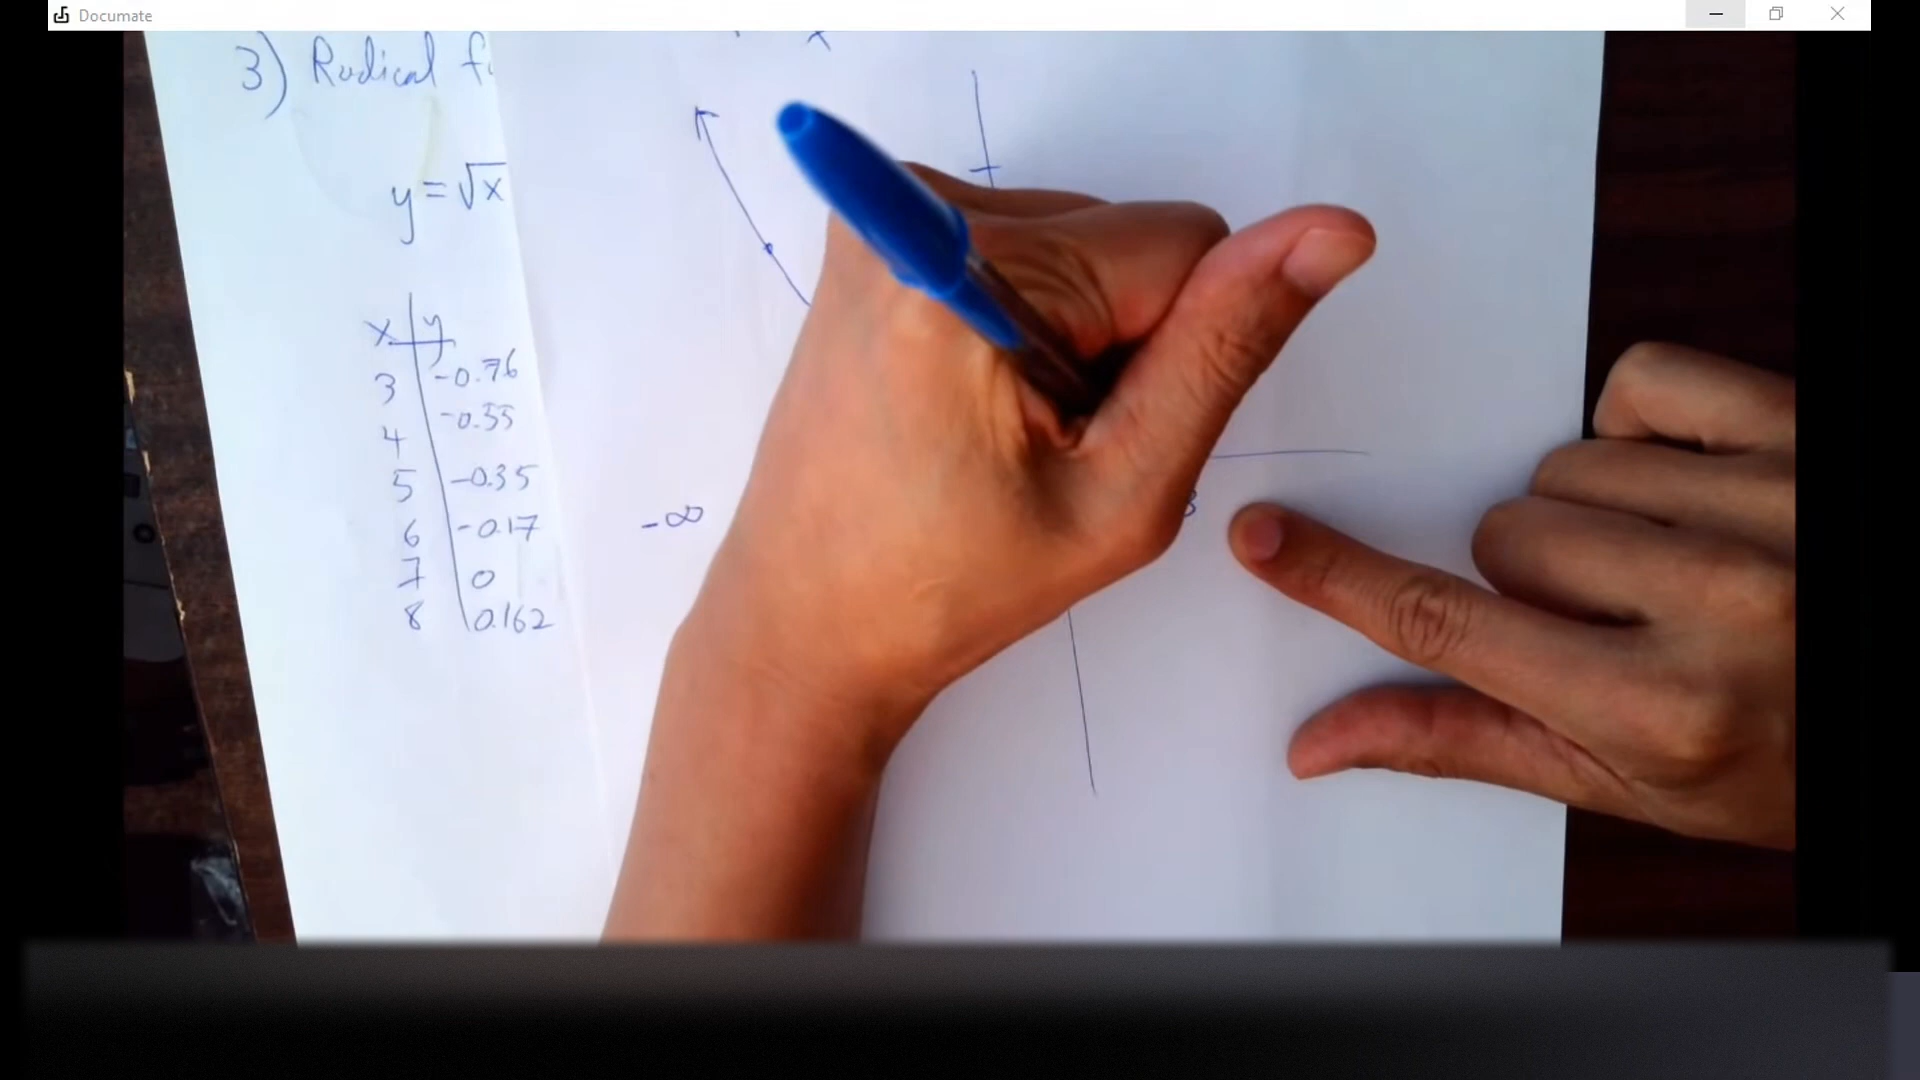 Documate
3) Radical
y = √x
x | y
3 | -0.76
4 | -0.55
5 | -0.35
6 | -0.17
7 | 0
8 | 0.162
-∞